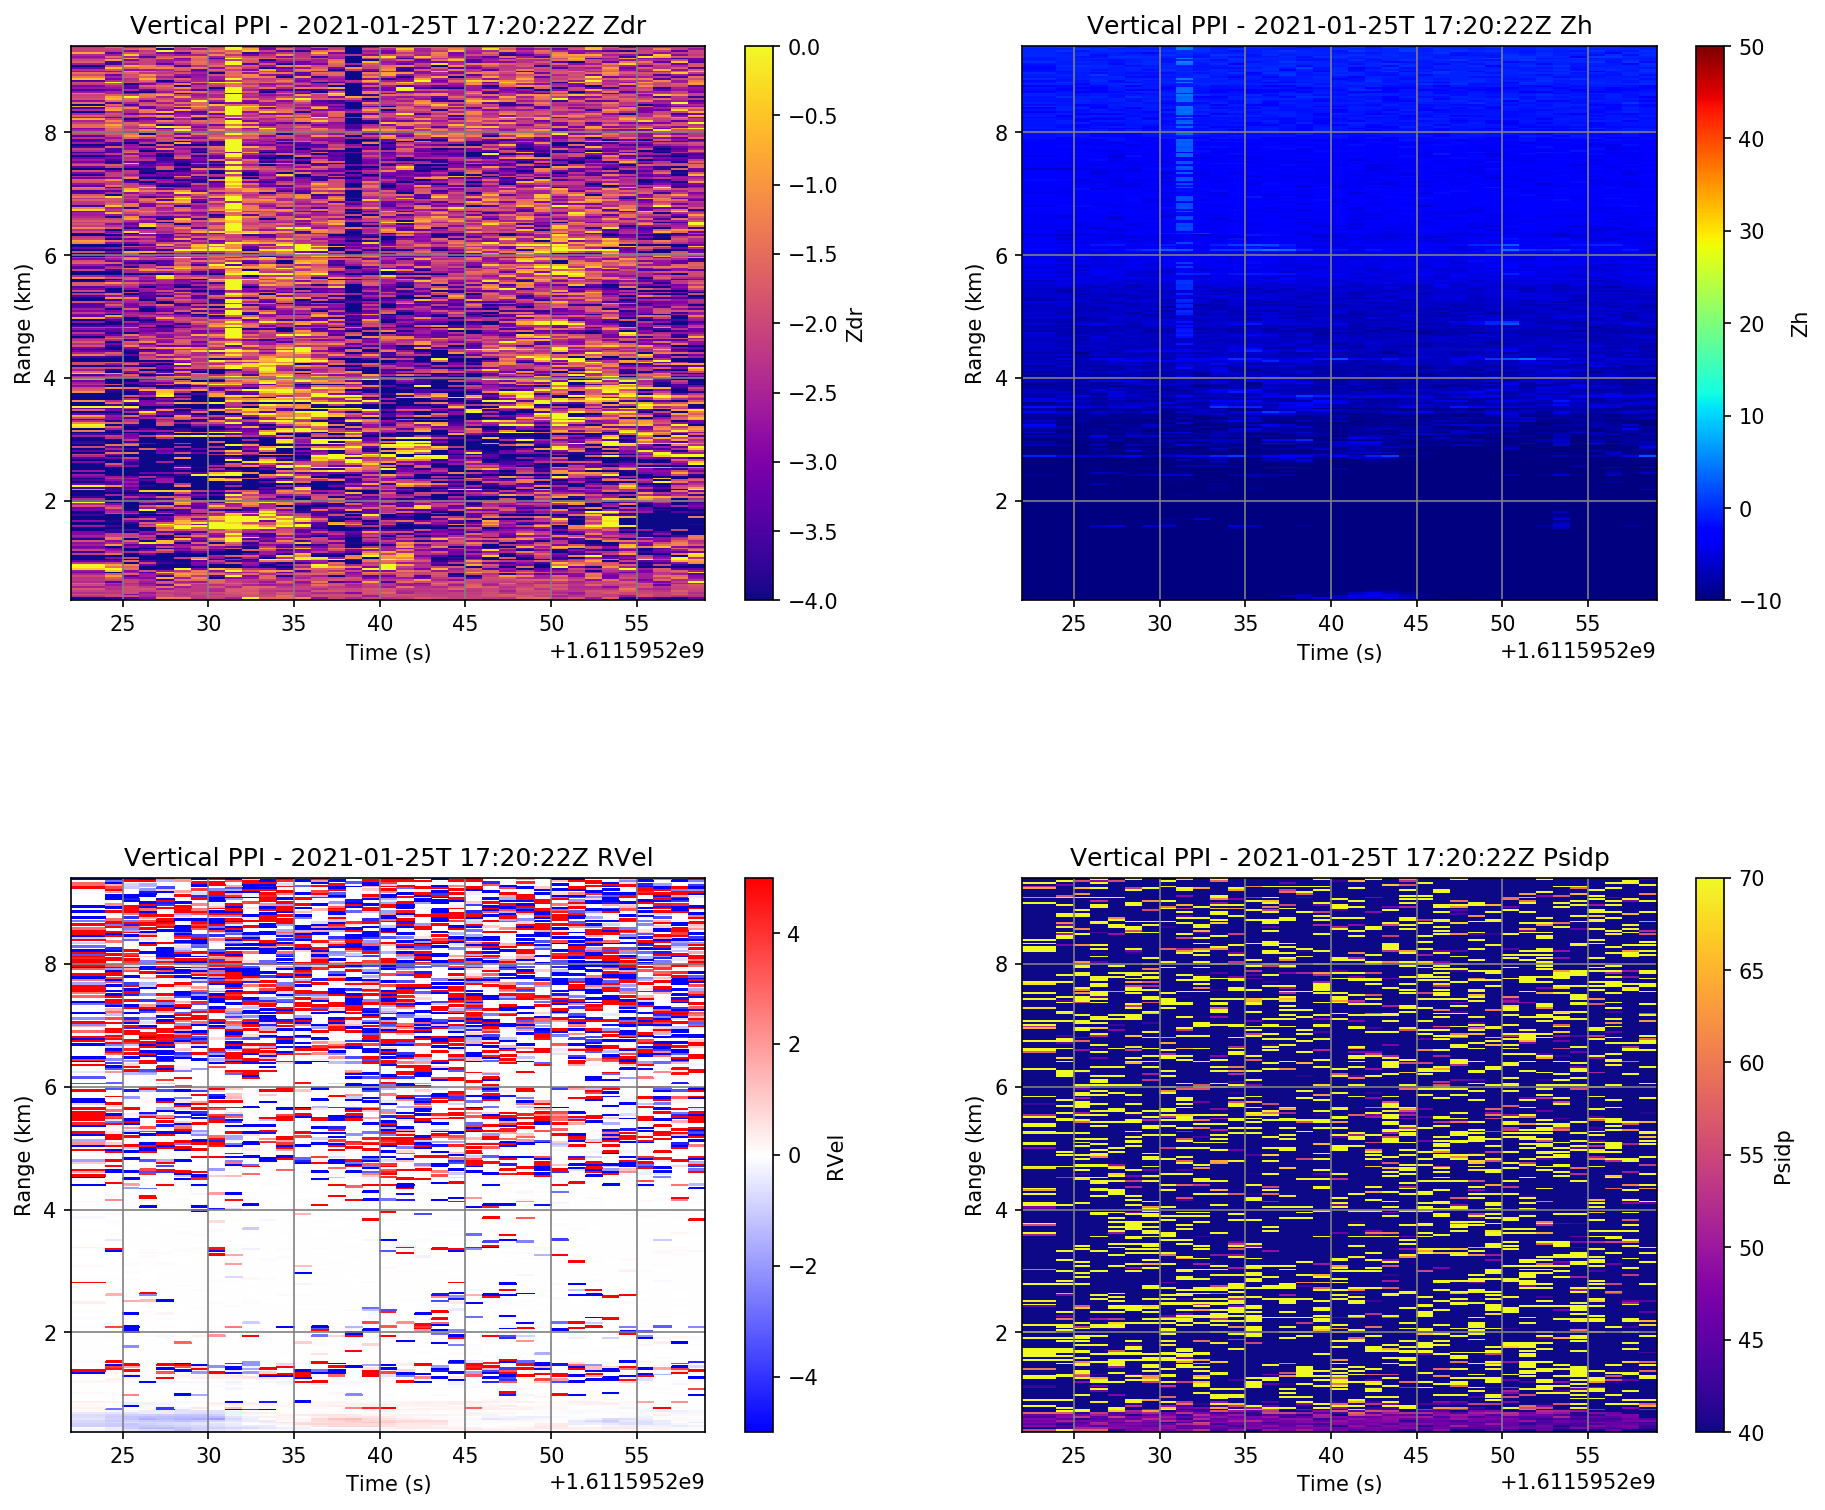 Vertical PPI - 2021-01-25T 17:20:22Z Zdr
0.0
−0.5
−1.0
−1.5
−2.0
−2.5
−3.0
−3.5
−4.0
Zdr
8
6
4
2
Range (km)
25 30 35 40 45 50 55
Time (s)
+1.6115952e9
Vertical PPI - 2021-01-25T 17:20:22Z Zh
50
40
30
20
10
0
−10
Zh
8
6
4
2
Range (km)
25 30 35 40 45 50 55
Time (s)
+1.6115952e9
Vertical PPI - 2021-01-25T 17:20:22Z RVel
4
2
0
−2
−4
RVel
8
6
4
2
Range (km)
25 30 35 40 45 50 55
Time (s)
+1.6115952e9
Vertical PPI - 2021-01-25T 17:20:22Z Psidp
70
65
60
55
50
45
40
Psidp
8
6
4
2
Range (km)
25 30 35 40 45 50 55
Time (s)
+1.6115952e9